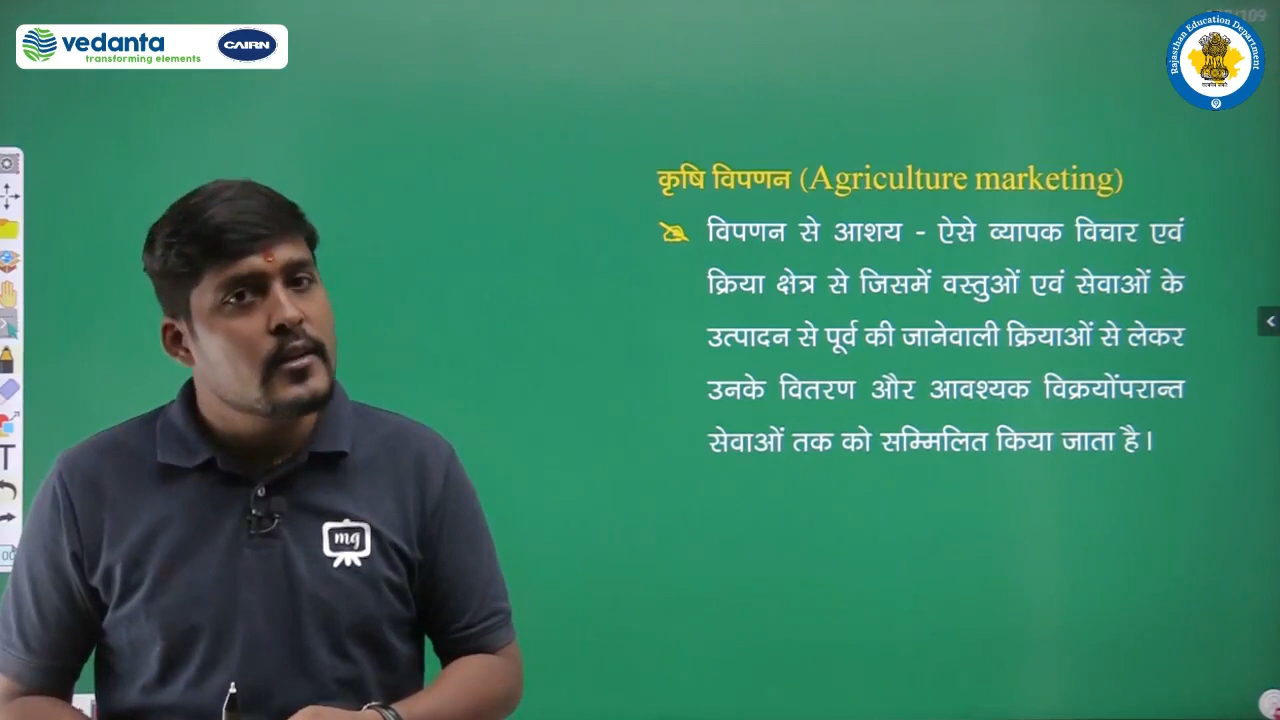 vedanta
transforming elements
CAIRN
Rajasthan Education Department
कृषि विपणन (Agriculture marketing)
विपणन से आशय - ऐसे व्यापक विचार एवं
क्रिया क्षेत्र से जिसमें वस्तुओं एवं सेवाओं के
उत्पादन से पूर्व की जानेवाली क्रियाओं से लेकर
उनके वितरण और आवश्यक विक्रयोंपरान्त
सेवाओं तक को सम्मिलित किया जाता है।
mg
T